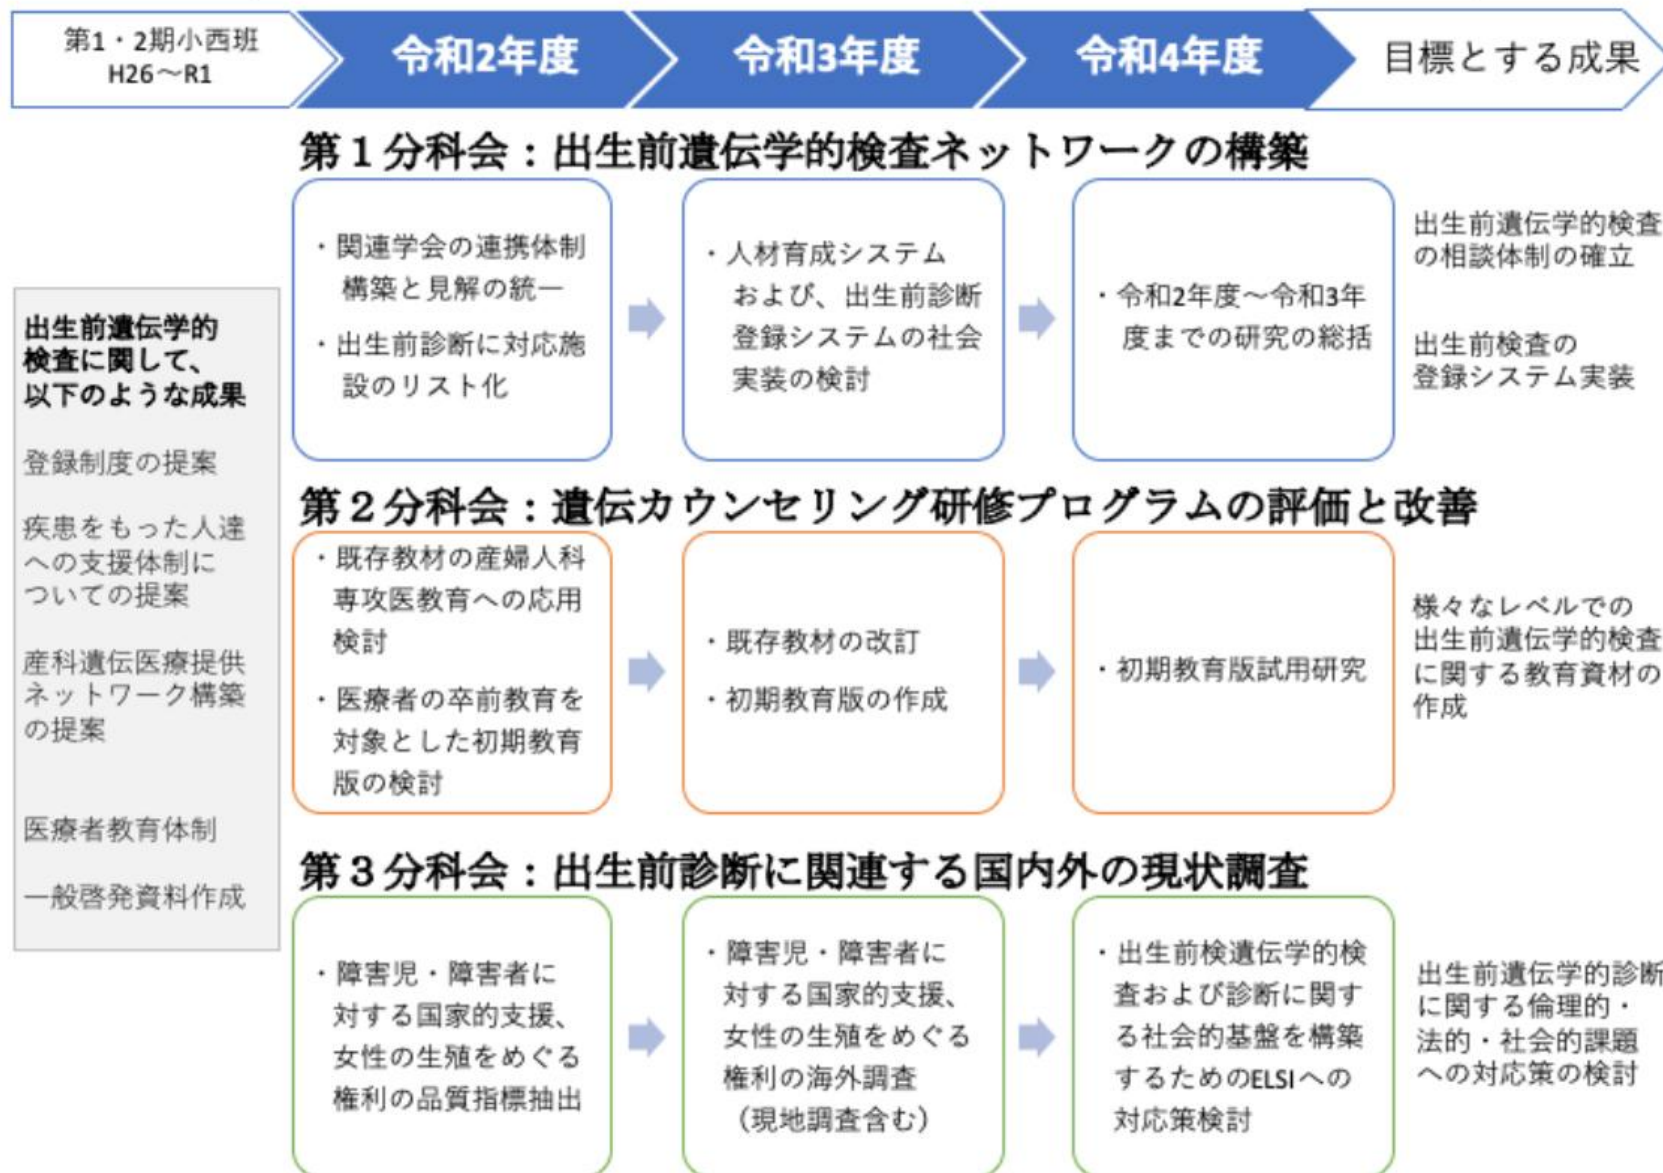 第1・2期小西班
H26～R1
令和2年度
令和3年度
令和4年度
目標とする成果
出生前遺伝学的
検査に関して、
以下のような成果
登録制度の提案
疾患をもった人達
への支援体制に
ついての提案
産科遺伝医療提供
ネットワーク構築
の提案
医療者教育体制
一般啓発資料作成
第１分科会：出生前遺伝学的検査ネットワークの構築
・関連学会の連携体制
構築と見解の統一
・出生前診断に対応施
設のリスト化
・人材育成システム
および、出生前診断
登録システムの社会
実装の検討
・令和2年度～令和3年
度までの研究の総括
出生前遺伝学的検査
の相談体制の確立
出生前検査の
登録システム実装
第２分科会：遺伝カウンセリング研修プログラムの評価と改善
・既存教材の産婦人科
専攻医教育への応用
検討
・医療者の卒前教育を
対象とした初期教育
版の検討
・既存教材の改訂
・初期教育版の作成
・初期教育版試用研究
様々なレベルでの
出生前遺伝学的検査
に関する教育資材の
作成
第３分科会：出生前診断に関連する国内外の現状調査
・障害児・障害者に
対する国家的支援、
女性の生殖をめぐる
権利の品質指標抽出
・障害児・障害者に
対する国家的支援、
女性の生殖をめぐる
権利の海外調査
（現地調査含む）
・出生前検遺伝学的検
査および診断に関す
る社会的基盤を構築
するためのELSIへの
対応策検討
出生前遺伝学的診断
に関する倫理的・
法的・社会的課題
への対応策の検討